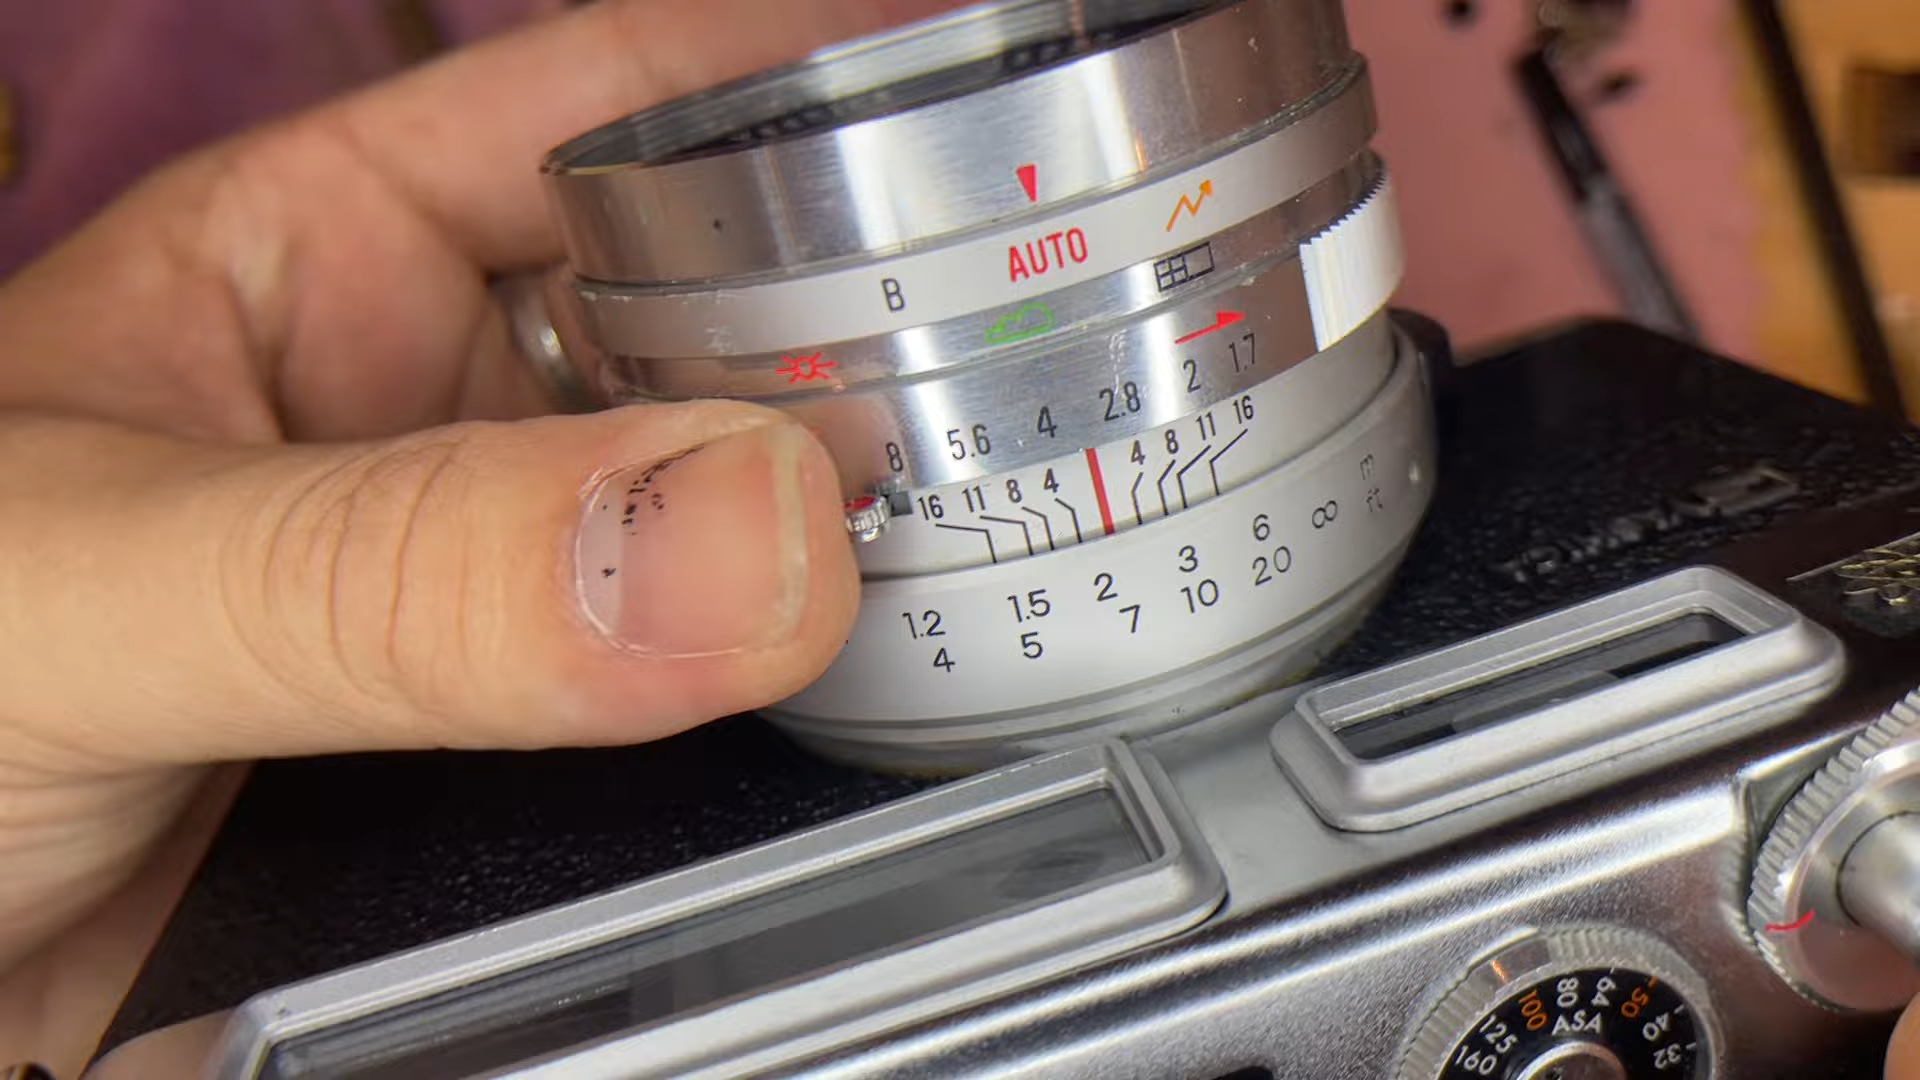 B AUTO
8 5.6 4 2.8 2 1.7
16 11 8 4 4 8 11 16
1.2 1.5 2 3 6 ∞ m
4 5 7 10 20 ft
160 125 100 80 64 50 40 32
ASA